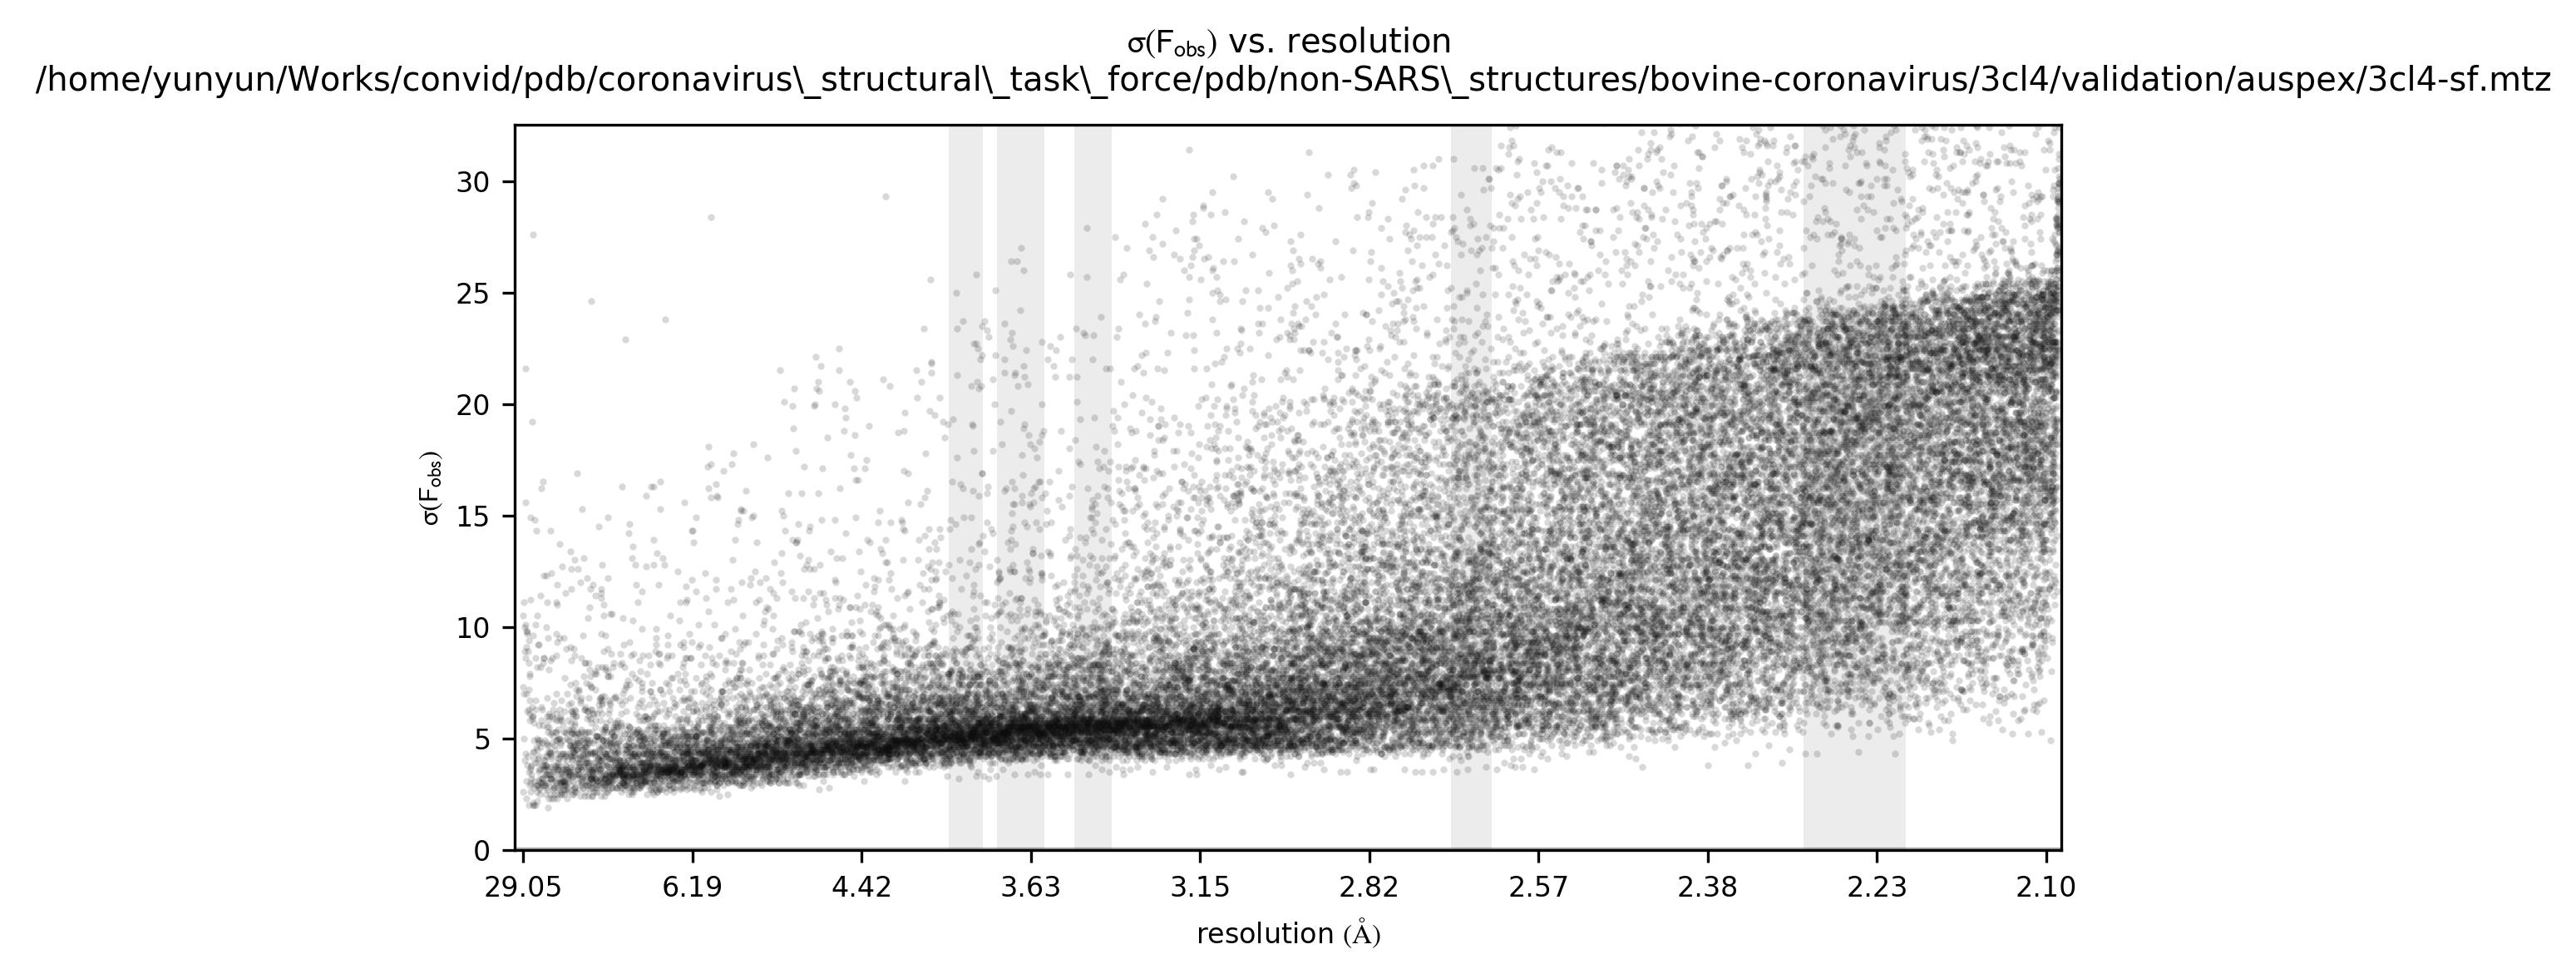 σ(Fobs) vs. resolution
/home/yunyun/Works/convid/pdb/coronavirus\_structural\_task\_force/pdb/non-SARS\_structures/bovine-coronavirus/3cl4/validation/auspex/3cl4-sf.mtz
30
25
20
15
10
5
0
σ(Fobs)
29.05 6.19 4.42 3.63 3.15 2.82 2.57 2.38 2.23 2.10
resolution (Å)